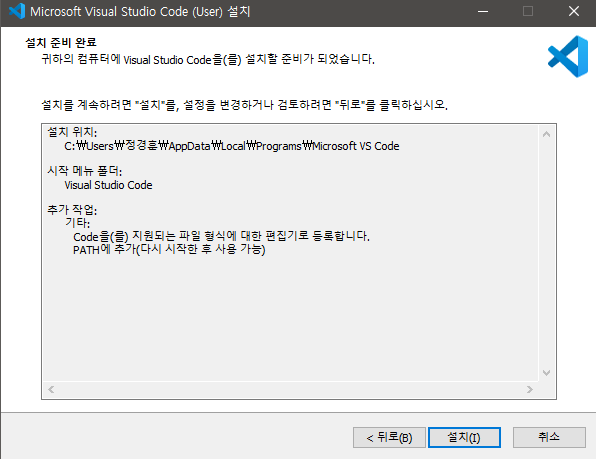 Microsoft Visual Studio Code (User) 설치
설치 준비 완료
귀하의 컴퓨터에 Visual Studio Code을(를) 설치할 준비가 되었습니다.
설치를 계속하려면 "설치"를, 설정을 변경하거나 검토하려면 "뒤로"를 클릭하십시오.
설치 위치:
C:₩Users₩정경훈₩AppData₩Local₩Programs₩Microsoft VS Code
시작 메뉴 폴더:
Visual Studio Code
추가 작업:
기타:
Code을(를) 지원되는 파일 형식에 대한 편집기로 등록합니다.
PATH에 추가(다시 시작한 후 사용 가능)
< 뒤로(B) 설치(I) 취소